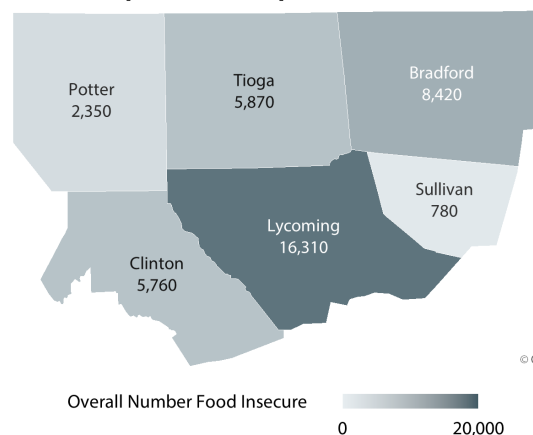 Potter
2,350
Tioga
5,870
Bradford
8,420
Sullivan
780
Lycoming
16,310
Clinton
5,760
©
Overall Number Food Insecure
0
20,000